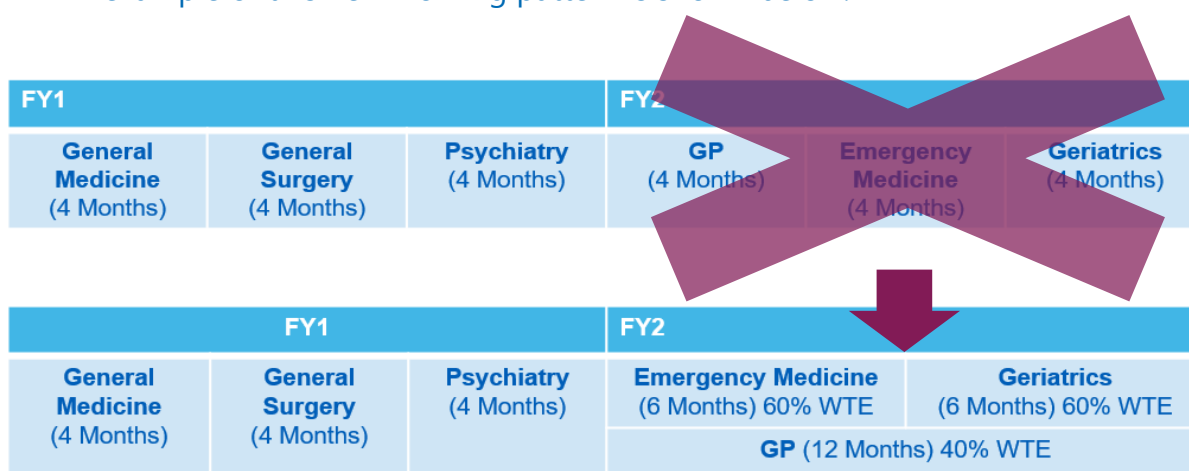 FY1
FY2
General Medicine (4 Months)
General Surgery (4 Months)
Psychiatry (4 Months)
GP (4 Months)
Emergency Medicine (4 Months)
Geriatrics (4 Months)
FY1
FY2
General Medicine (4 Months)
General Surgery (4 Months)
Psychiatry (4 Months)
Emergency Medicine (6 Months) 60% WTE
Geriatrics (6 Months) 60% WTE
GP (12 Months) 40% WTE